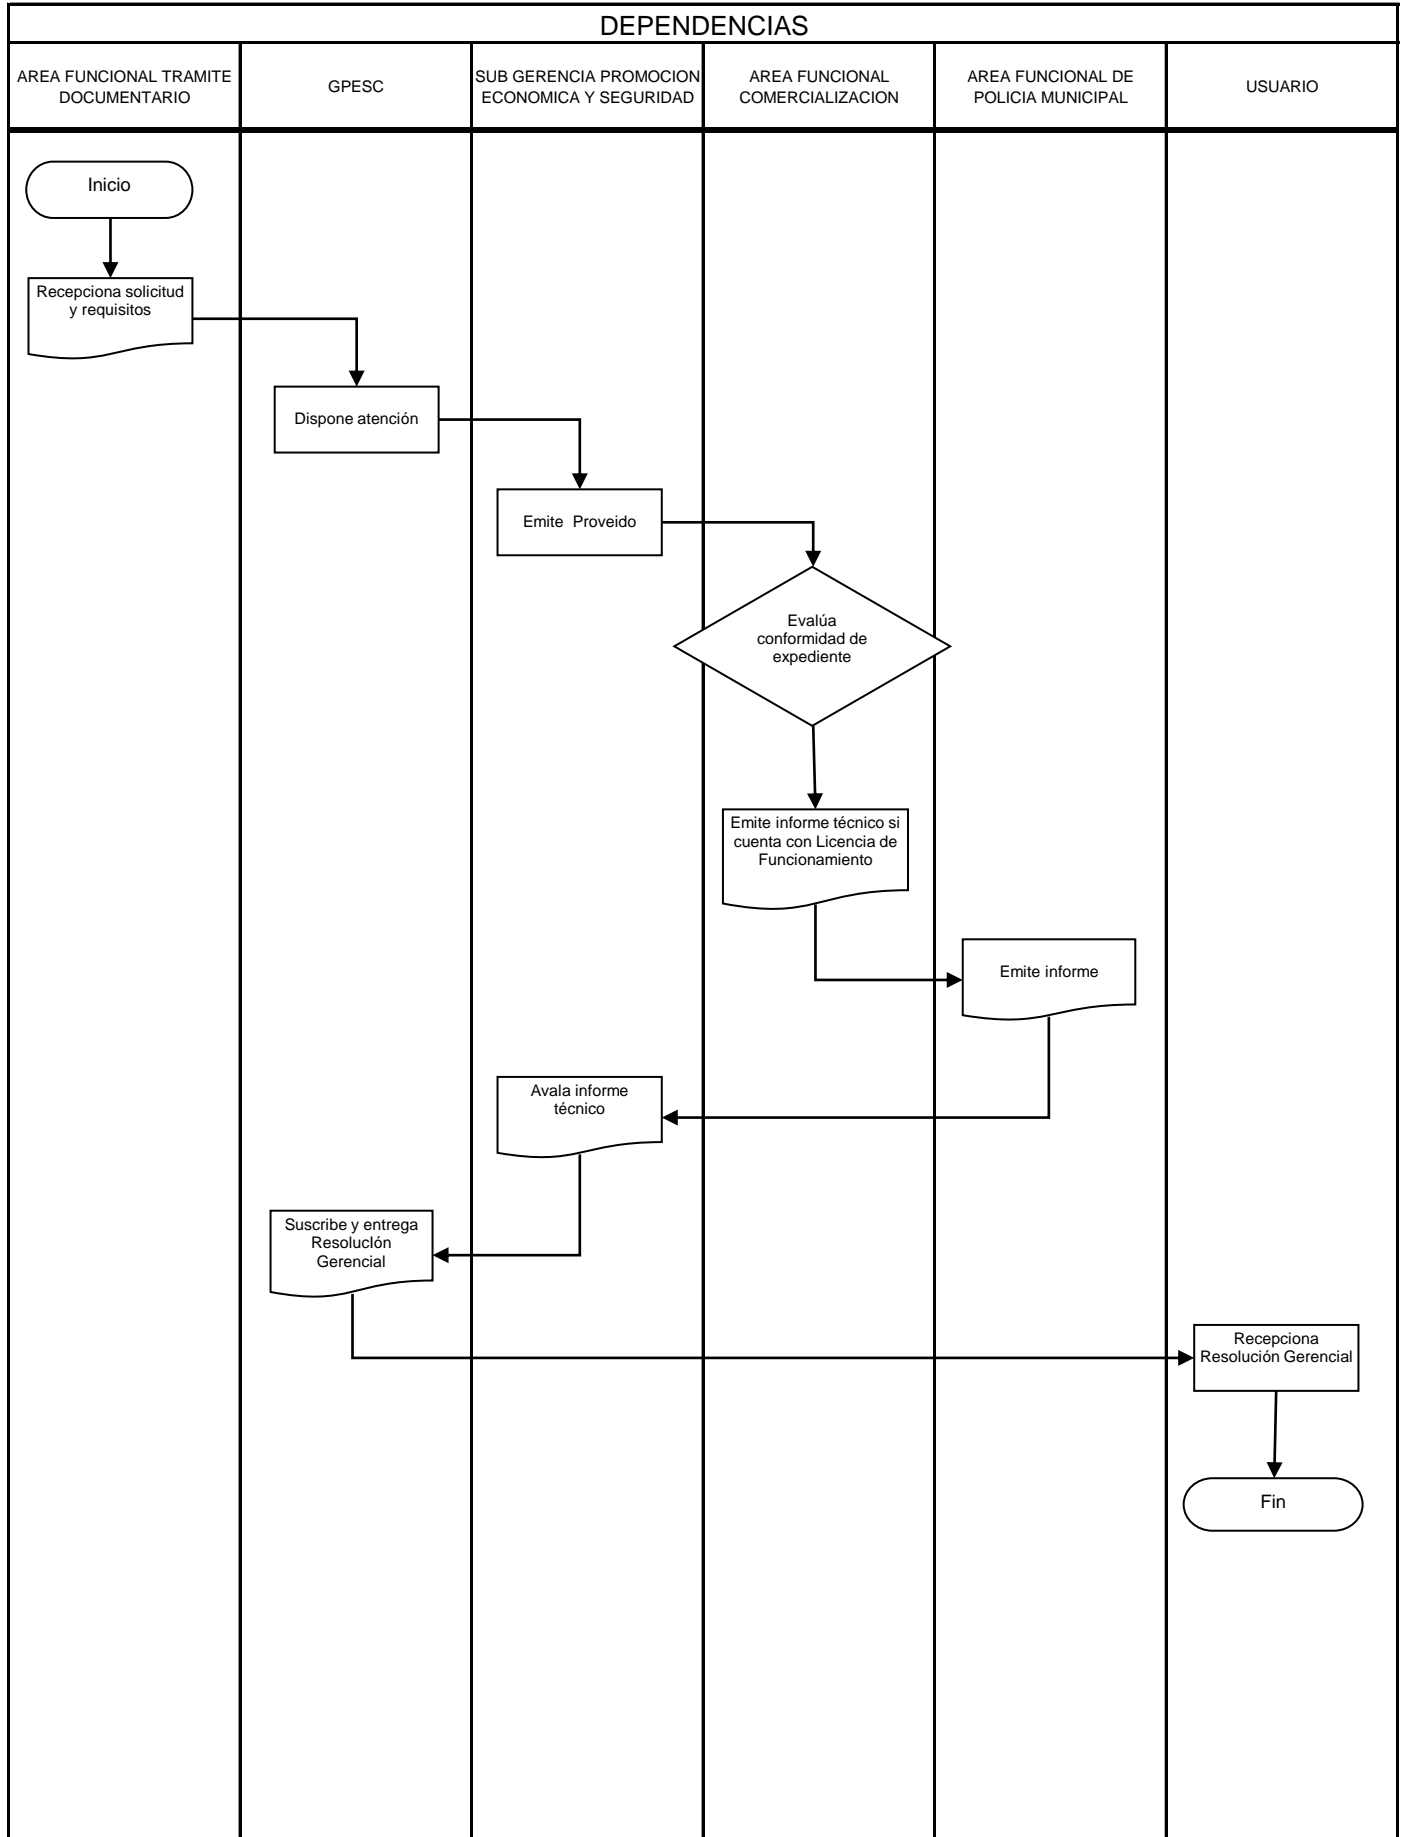 DEPENDENCIAS
AREA FUNCIONAL TRAMITE
DOCUMENTARIO
GPESC
SUB GERENCIA PROMOCION
ECONOMICA Y SEGURIDAD
AREA FUNCIONAL
COMERCIALIZACION
AREA FUNCIONAL DE
POLICIA MUNICIPAL
USUARIO
Inicio
Recepciona solicitud
y requisitos
Dispone atención
Emite Proveido
Evalúa
conformidad de
expediente
Emite informe técnico si
cuenta con Licencia de
Funcionamiento
Emite informe
Avala informe
técnico
Suscribe y entrega
ResolucIón
Gerencial
Recepciona
Resolución Gerencial
Fin